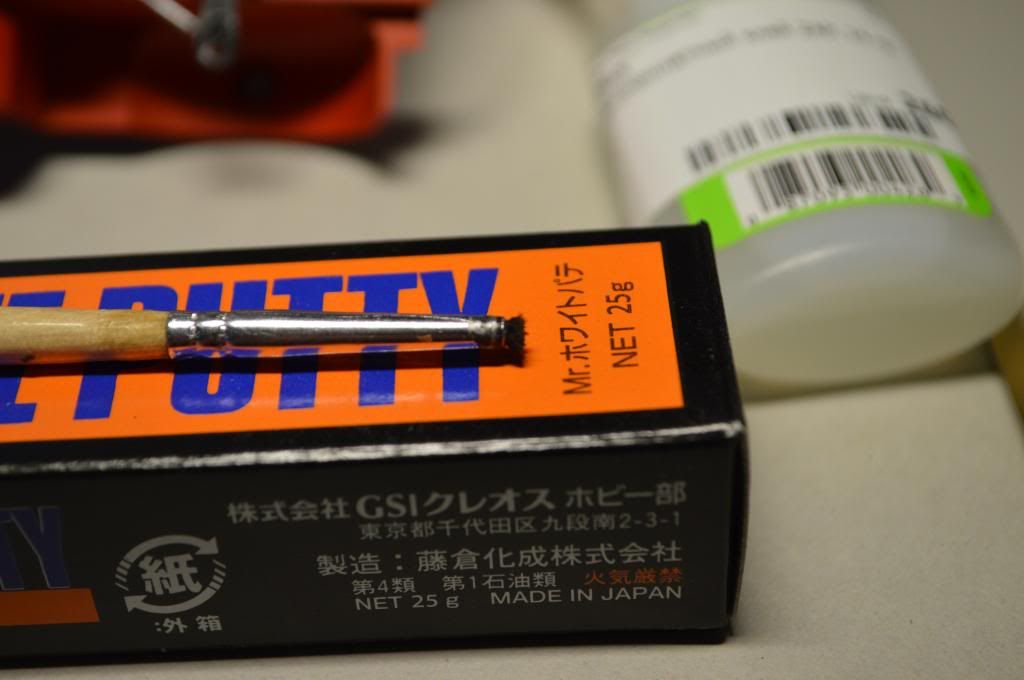 PUTTY
Mr.ホワイトパテ
NET 25g
株式会社 GSIクレオス ホビー部
東京都千代田区九段南2-3-1
製造：藤倉化成株式会社
第4類 第1石油類 火気厳禁
NET 25g MADE IN JAPAN
紙
:外箱